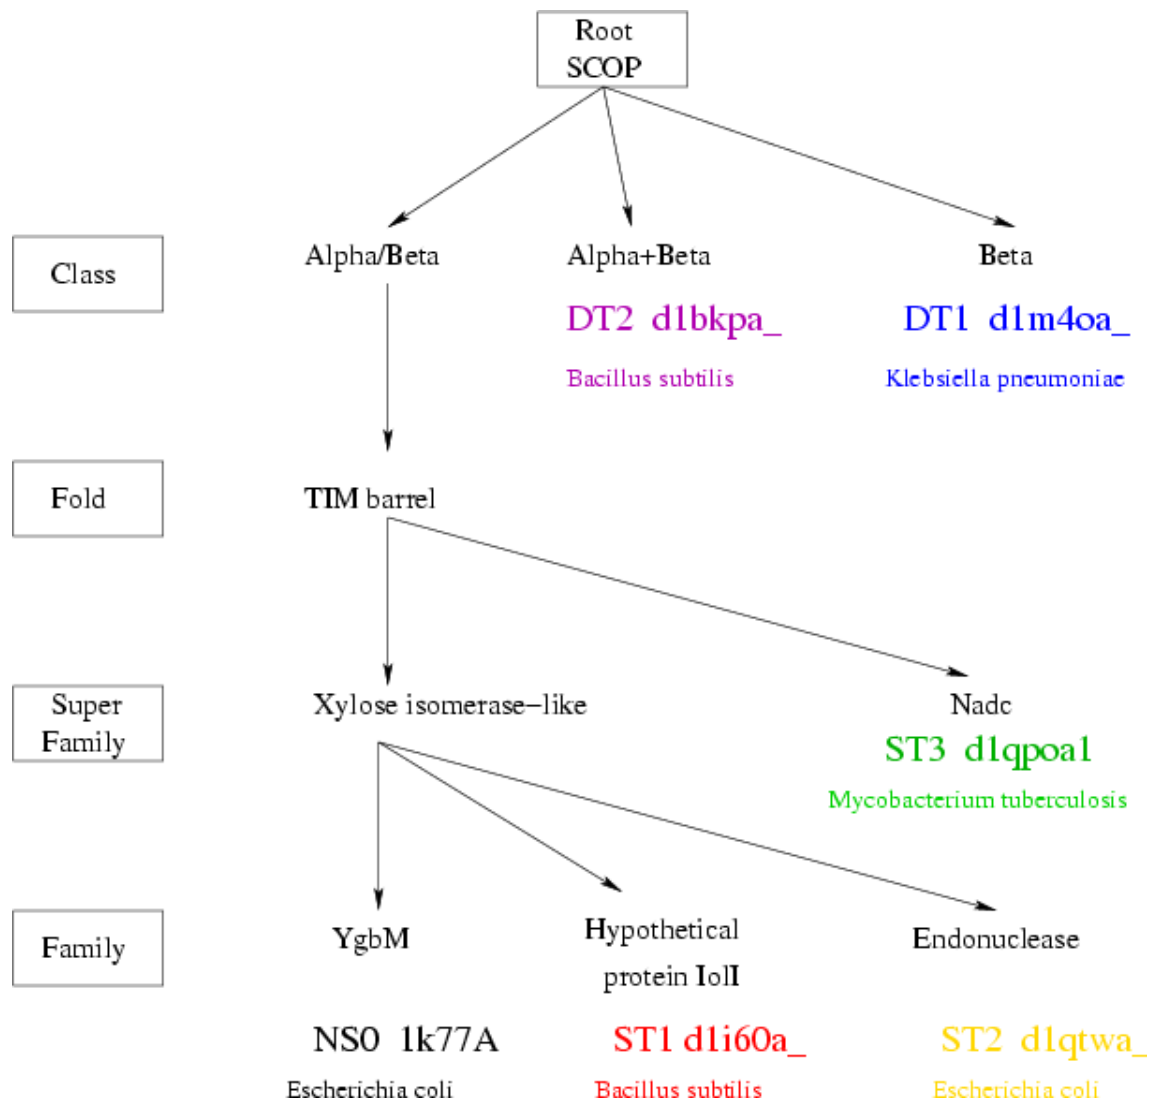 Root
SCOP
Class
Alpha/Beta
Alpha+Beta
Beta
DT2 d1bkpa_
DT1 d1m4oa_
Bacillus subtilis
Klebsiella pneumoniae
Fold
TIM barrel
Super
Family
Xylose isomerase−like
Nadc
ST3 d1qpoa1
Mycobacterium tuberculosis
Family
YgbM
Hypothetical
protein IolI
Endonuclease
NS0 1k77A
ST1 d1i60a_
ST2 d1qtwa_
Escherichia coli
Bacillus subtilis
Escherichia coli